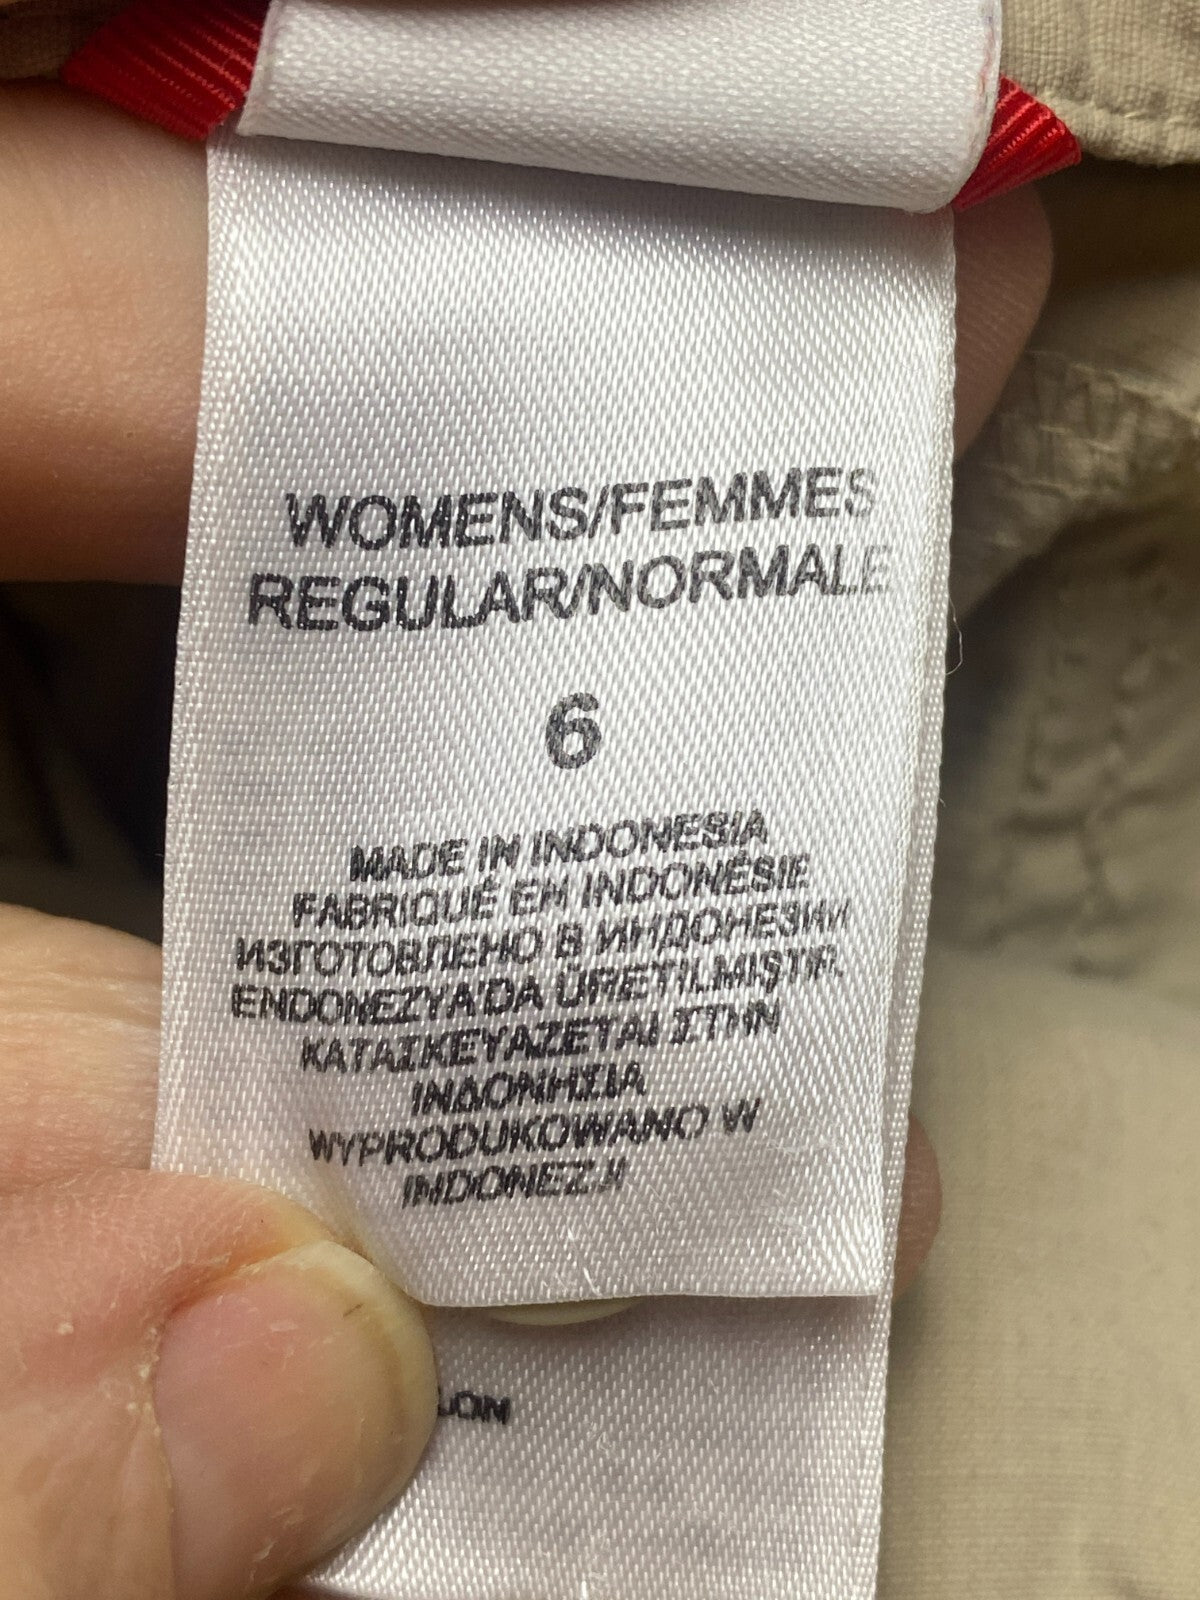 WOMENS/FEMMES
REGULAR/NORMALE
6
MADE IN INDONESIA
FABRIQUÉ EN INDONÉSIE
ИЗГОТОВЛЕНО В ИНДОНЕЗИИ
ENDONEZYA'DA ÜRETILMIŞTIR.
ΚΑΤΑΣΚΕΥΑΖΕΤΑΙ ΣΤΗΝ
ΙΝΔΟΝΗΣΙΑ
WYPRODUKOWANO W
INDONEZJI